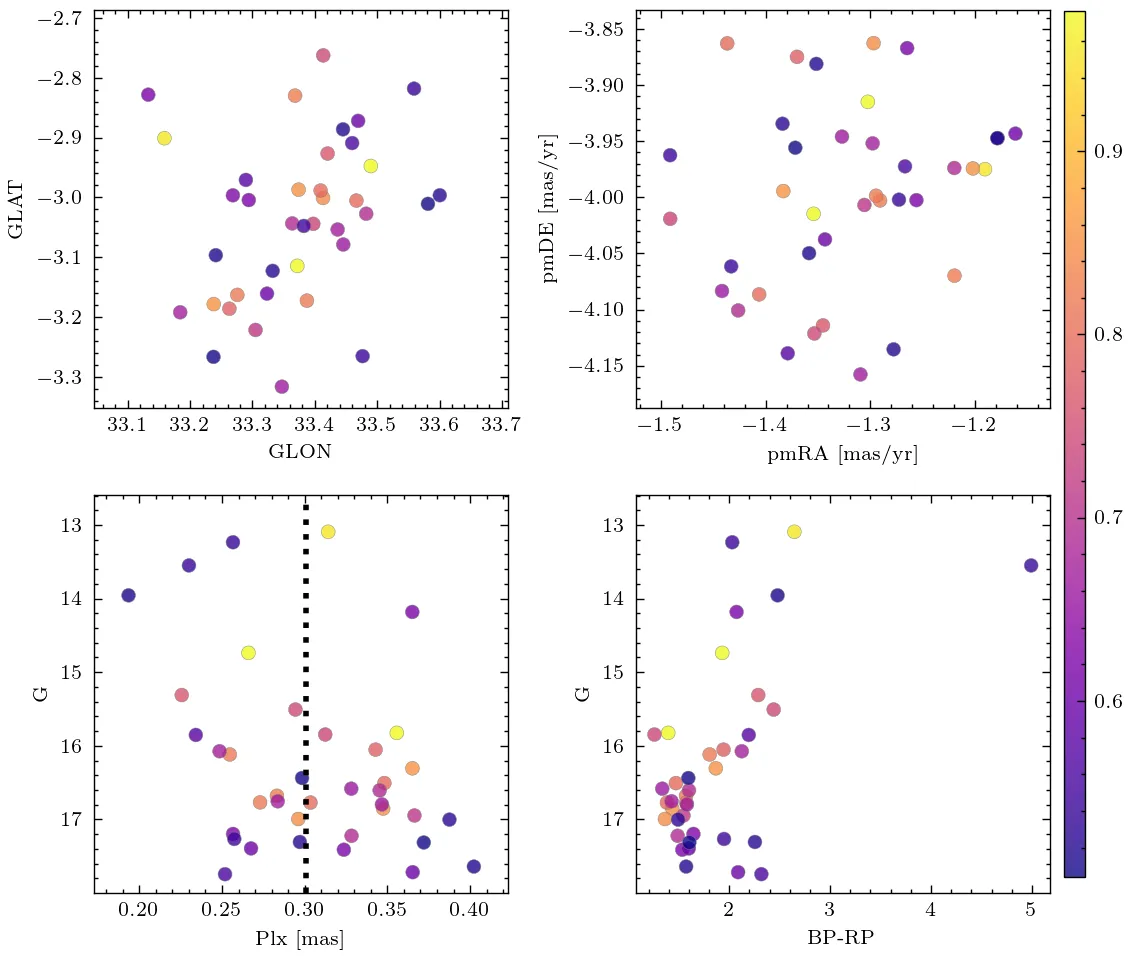 −2.7
−2.8
−2.9
−3.0
−3.1
−3.2
−3.3
GLAT
33.1 33.2 33.3 33.4 33.5 33.6 33.7
GLON
−3.85
−3.90
−3.95
−4.00
−4.05
−4.10
−4.15
pmDE [mas/yr]
−1.5 −1.4 −1.3 −1.2
pmRA [mas/yr]
0.9
0.8
0.7
0.6
13
14
15
16
17
G
0.20 0.25 0.30 0.35 0.40
Plx [mas]
13
14
15
16
17
G
2 3 4 5
BP-RP